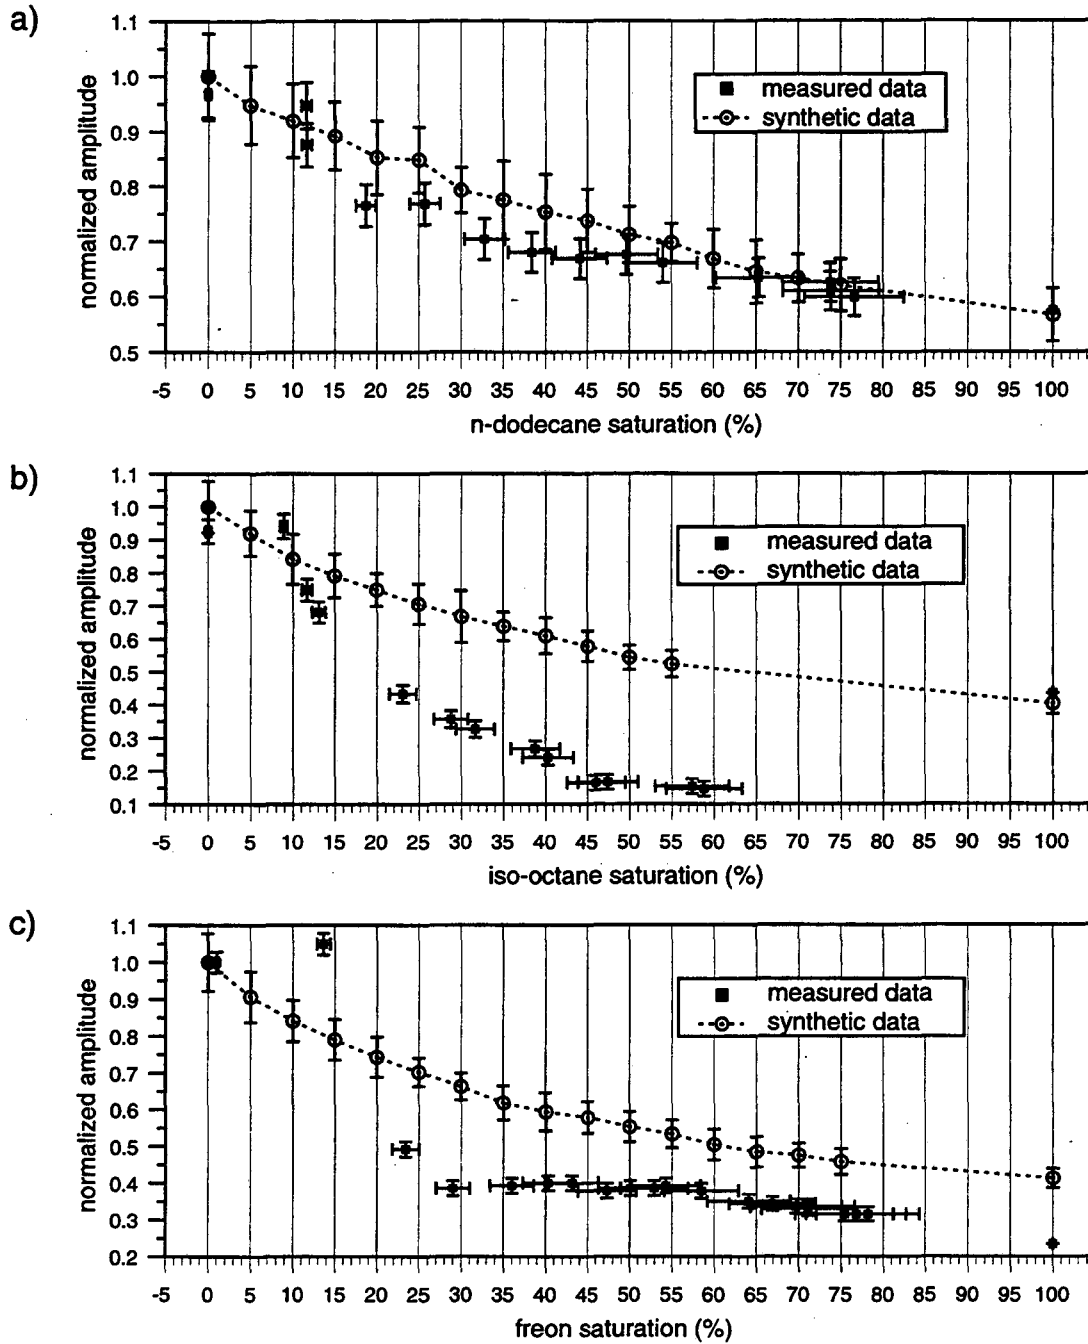 a)
1.1
1.0
0.9
0.8
0.7
0.6
0.5
normalized amplitude
measured data
synthetic data
-5 0 5 10 15 20 25 30 35 40 45 50 55 60 65 70 75 80 85 90 95 100
n-dodecane saturation (%)
b)
1.1
1.0
0.9
0.8
0.7
0.6
0.5
0.4
0.3
0.2
0.1
normalized amplitude
measured data
synthetic data
-5 0 5 10 15 20 25 30 35 40 45 50 55 60 65 70 75 80 85 90 95 100
iso-octane saturation (%)
c)
1.1
1.0
0.9
0.8
0.7
0.6
0.5
0.4
0.3
0.2
normalized amplitude
measured data
synthetic data
-5 0 5 10 15 20 25 30 35 40 45 50 55 60 65 70 75 80 85 90 95 100
freon saturation (%)